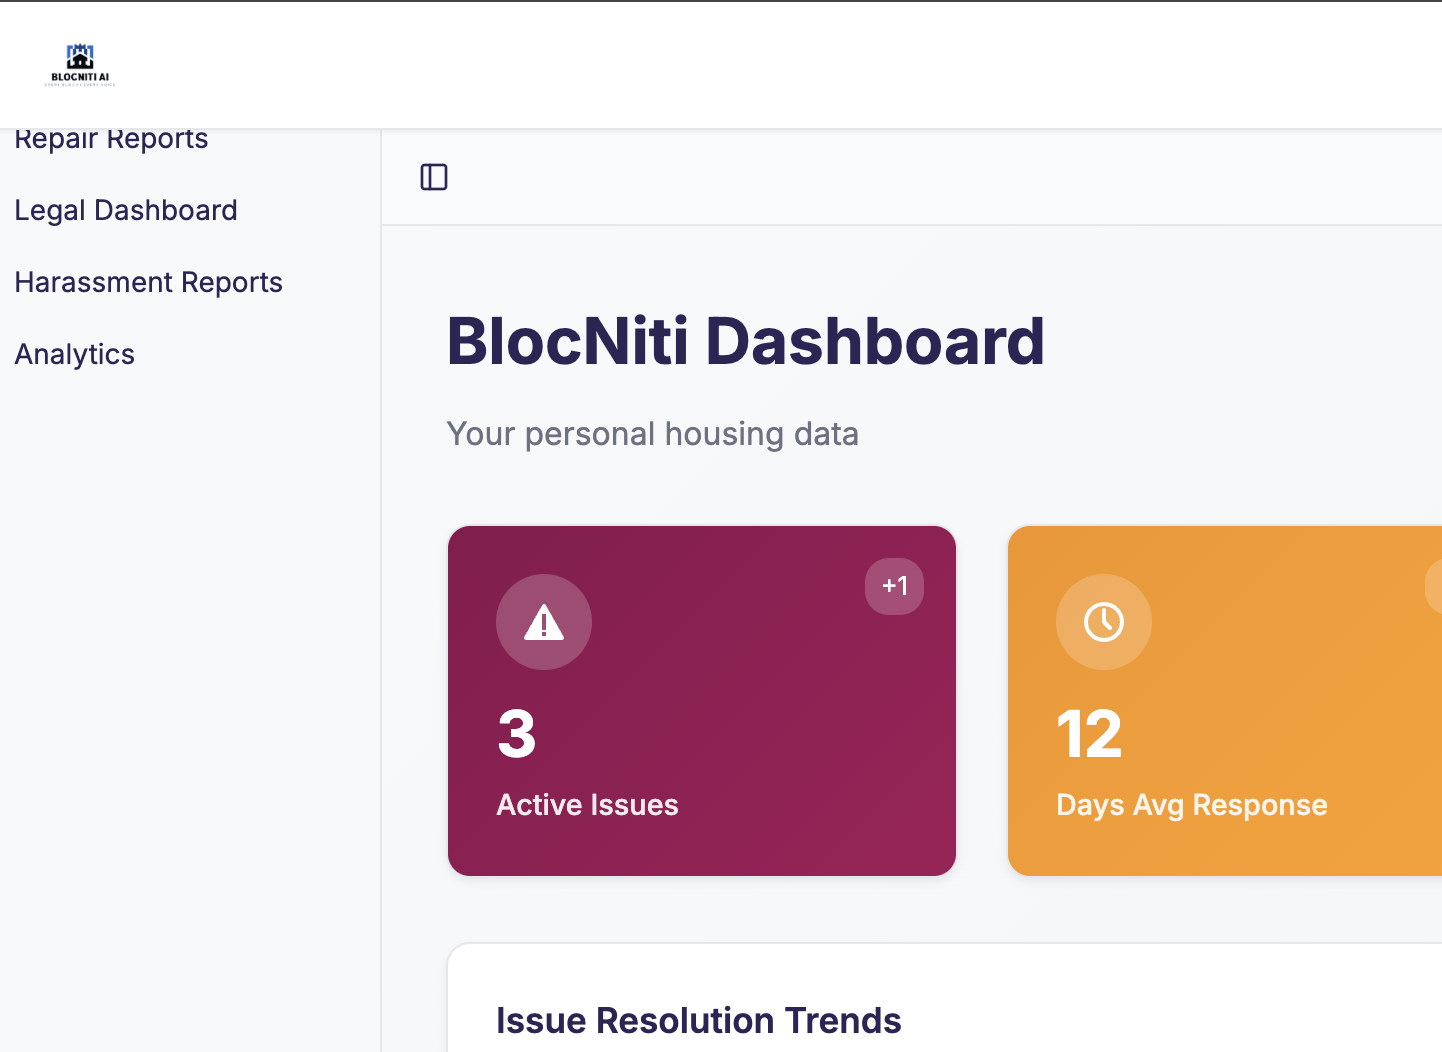 BLOCNITI AI
Repair Reports
Legal Dashboard
Harassment Reports
Analytics
BlocNiti Dashboard
Your personal housing data
+1
3
Active Issues
12
Days Avg Response
Issue Resolution Trends